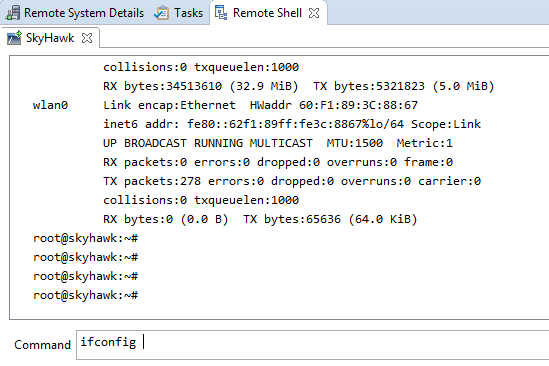 Remote System Details Tasks Remote Shell
SkyHawk
collisions:0 txqueuelen:1000
RX bytes:34513610 (32.9 MiB)  TX bytes:5321823 (5.0 MiB)
wlan0     Link encap:Ethernet  HWaddr 60:F1:89:3C:88:67
inet6 addr: fe80::62f1:89ff:fe3c:8867%lo/64 Scope:Link
UP BROADCAST RUNNING MULTICAST  MTU:1500  Metric:1
RX packets:0 errors:0 dropped:0 overruns:0 frame:0
TX packets:278 errors:0 dropped:0 overruns:0 carrier:0
collisions:0 txqueuelen:1000
RX bytes:0 (0.0 B)  TX bytes:65636 (64.0 KiB)
root@skyhawk:~#
root@skyhawk:~#
root@skyhawk:~#
root@skyhawk:~#
Command ifconfig